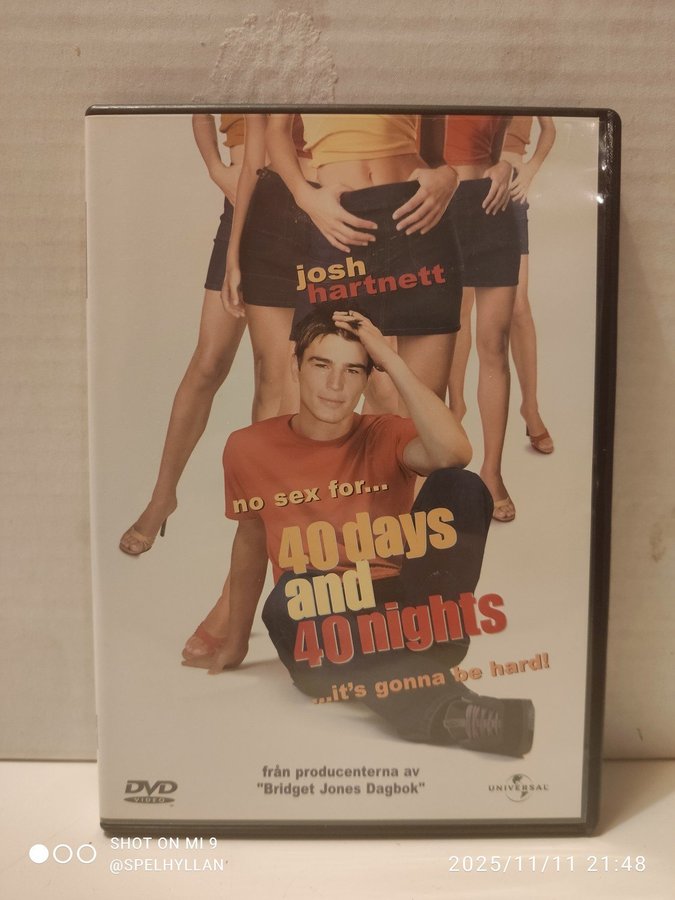 josh
hartnett
no sex for...
40 days
and
40 nights
...it's gonna be hard!
från producenterna av
"Bridget Jones Dagbok"
DVD
VIDEO
UNIVERSAL
SHOT ON MI 9
@SPELHYLLAN
2025/11/11 21:48